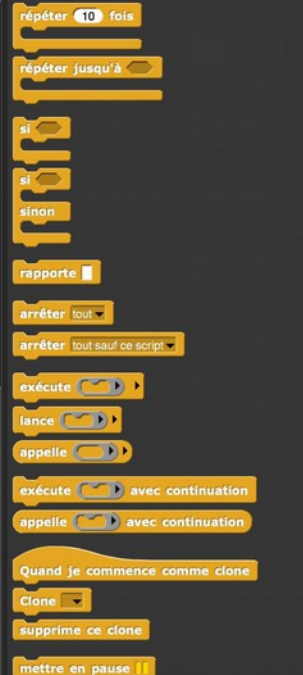 répéter 10 fois
répéter jusqu'à
si
si
sinon
rapporte
arrêter tout
arrêter tout sauf ce script
exécute
lance
appelle
exécute avec continuation
appelle avec continuation
Quand je commence comme clone
Clone
supprime ce clone
mettre en pause